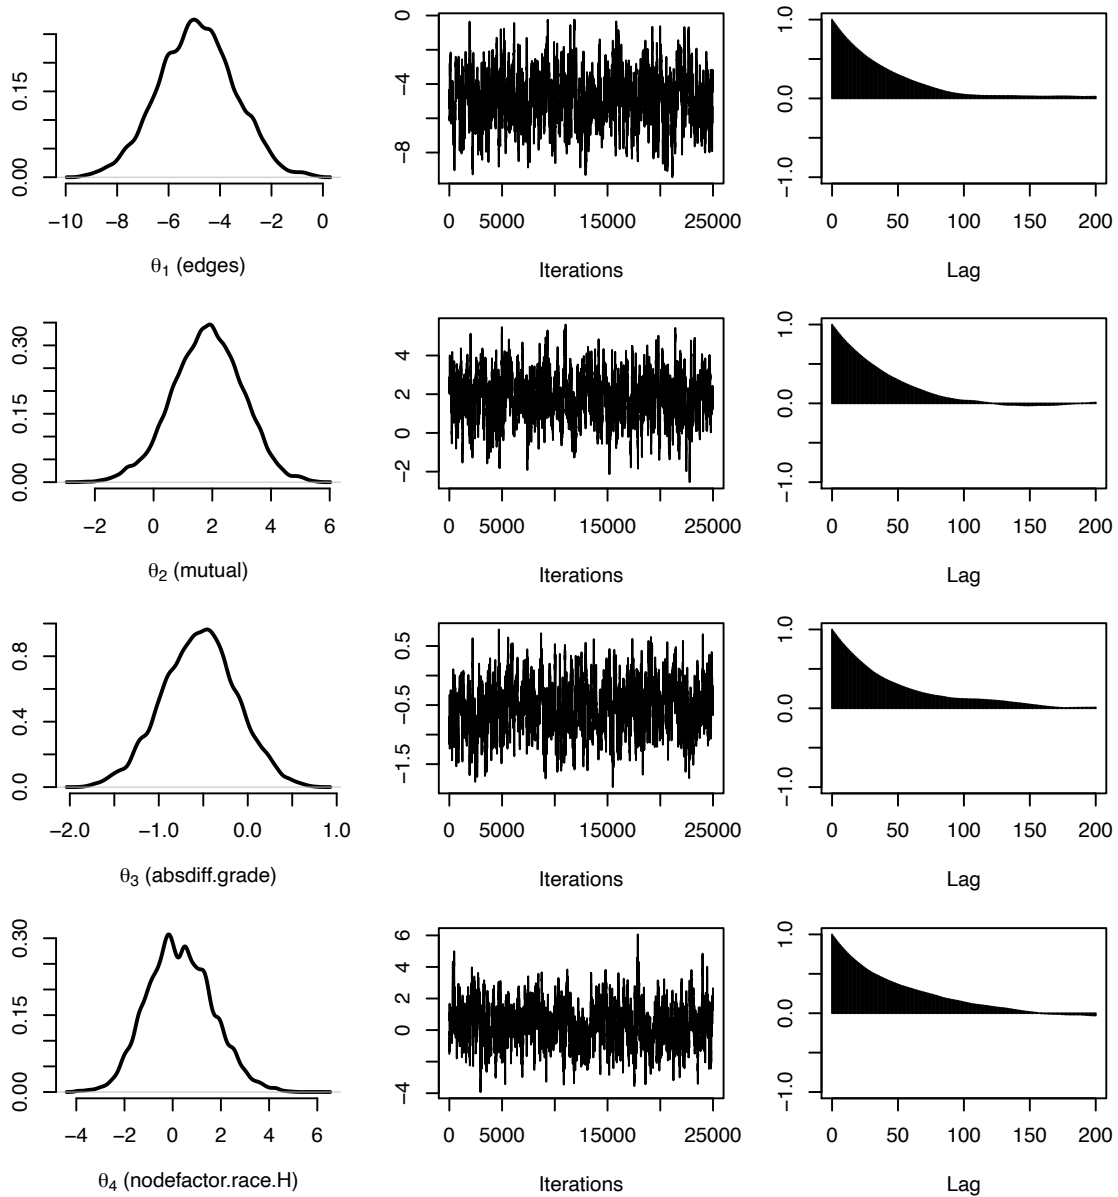 0.00 0.15
−10 −8 −6 −4 −2 0
θ1 (edges)
−8 −4 0
0 5000 15000 25000
Iterations
−1.0 0.0 1.0
0 50 100 150 200
Lag
0.00 0.15 0.30
−2 0 2 4 6
θ2 (mutual)
−2 0 2 4
0 5000 15000 25000
Iterations
−1.0 0.0 1.0
0 50 100 150 200
Lag
0.0 0.4 0.8
−2.0 −1.0 0.0 1.0
θ3 (absdiff.grade)
−1.5 −0.5 0.5
0 5000 15000 25000
Iterations
−1.0 0.0 1.0
0 50 100 150 200
Lag
0.00 0.15 0.30
−4 −2 0 2 4 6
θ4 (nodefactor.race.H)
−4 0 2 4 6
0 5000 15000 25000
Iterations
−1.0 0.0 1.0
0 50 100 150 200
Lag